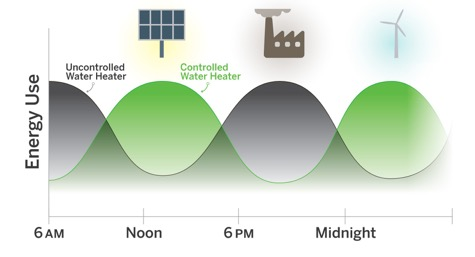 Uncontrolled
Water Heater
Controlled
Water Heater
Energy Use
6 AM
Noon
6 PM
Midnight